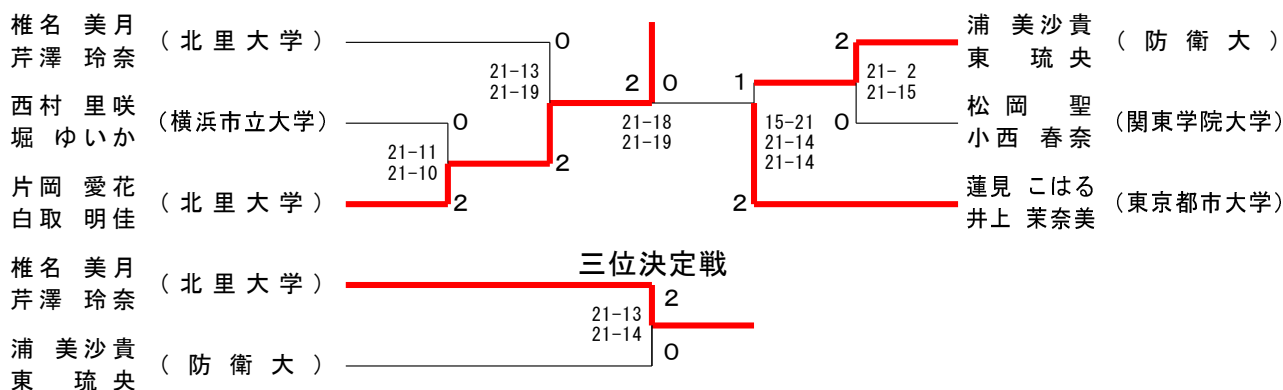 椎名 美月
芹澤 玲奈
(北里大学)
0
21-13
21-19
西村 里咲
堀 ゆいか
(横浜市立大学)
0
21-11
21-10
2
片岡 愛花
白取 明佳
(北里大学)
2
2 0
21-18
21-19
浦 美沙貴
東 琉央
(防衛大)
2
21- 2
21-15
1
松岡 聖
小西 春奈
(関東学院大学)
0
15-21
21-14
21-14
蓮見 こはる
井上 茉奈美
(東京都市大学)
2
三位決定戦
椎名 美月
芹澤 玲奈
(北里大学)
2
21-13
21-14
浦 美沙貴
東 琉央
(防衛大)
0